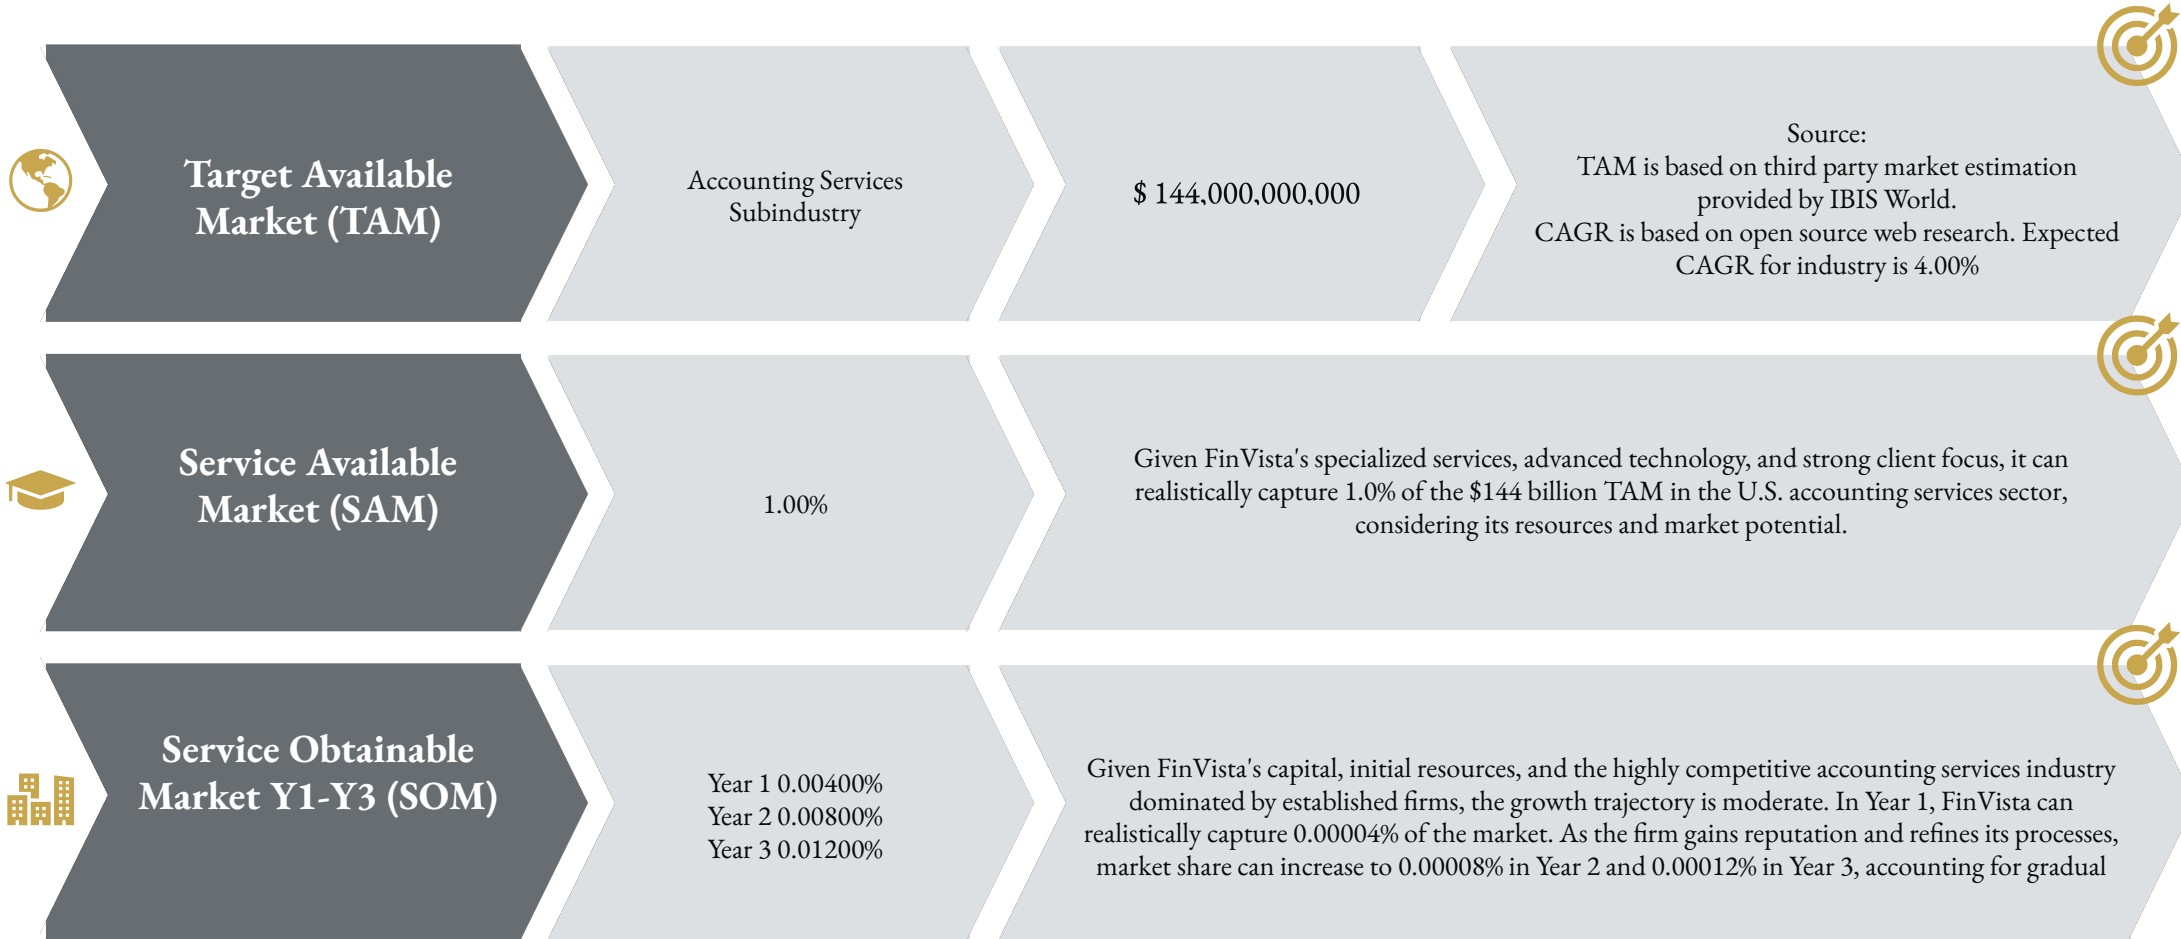 Target Available
Market (TAM)
Accounting Services
Subindustry
$ 144,000,000,000
Source:
TAM is based on third party market estimation
provided by IBIS World.
CAGR is based on open source web research. Expected
CAGR for industry is 4.00%
Service Available
Market (SAM)
1.00%
Given FinVista's specialized services, advanced technology, and strong client focus, it can
realistically capture 1.0% of the $144 billion TAM in the U.S. accounting services sector,
considering its resources and market potential.
Service Obtainable
Market Y1-Y3 (SOM)
Year 1 0.00400%
Year 2 0.00800%
Year 3 0.01200%
Given FinVista's capital, initial resources, and the highly competitive accounting services industry
dominated by established firms, the growth trajectory is moderate. In Year 1, FinVista can
realistically capture 0.00004% of the market. As the firm gains reputation and refines its processes,
market share can increase to 0.00008% in Year 2 and 0.00012% in Year 3, accounting for gradual